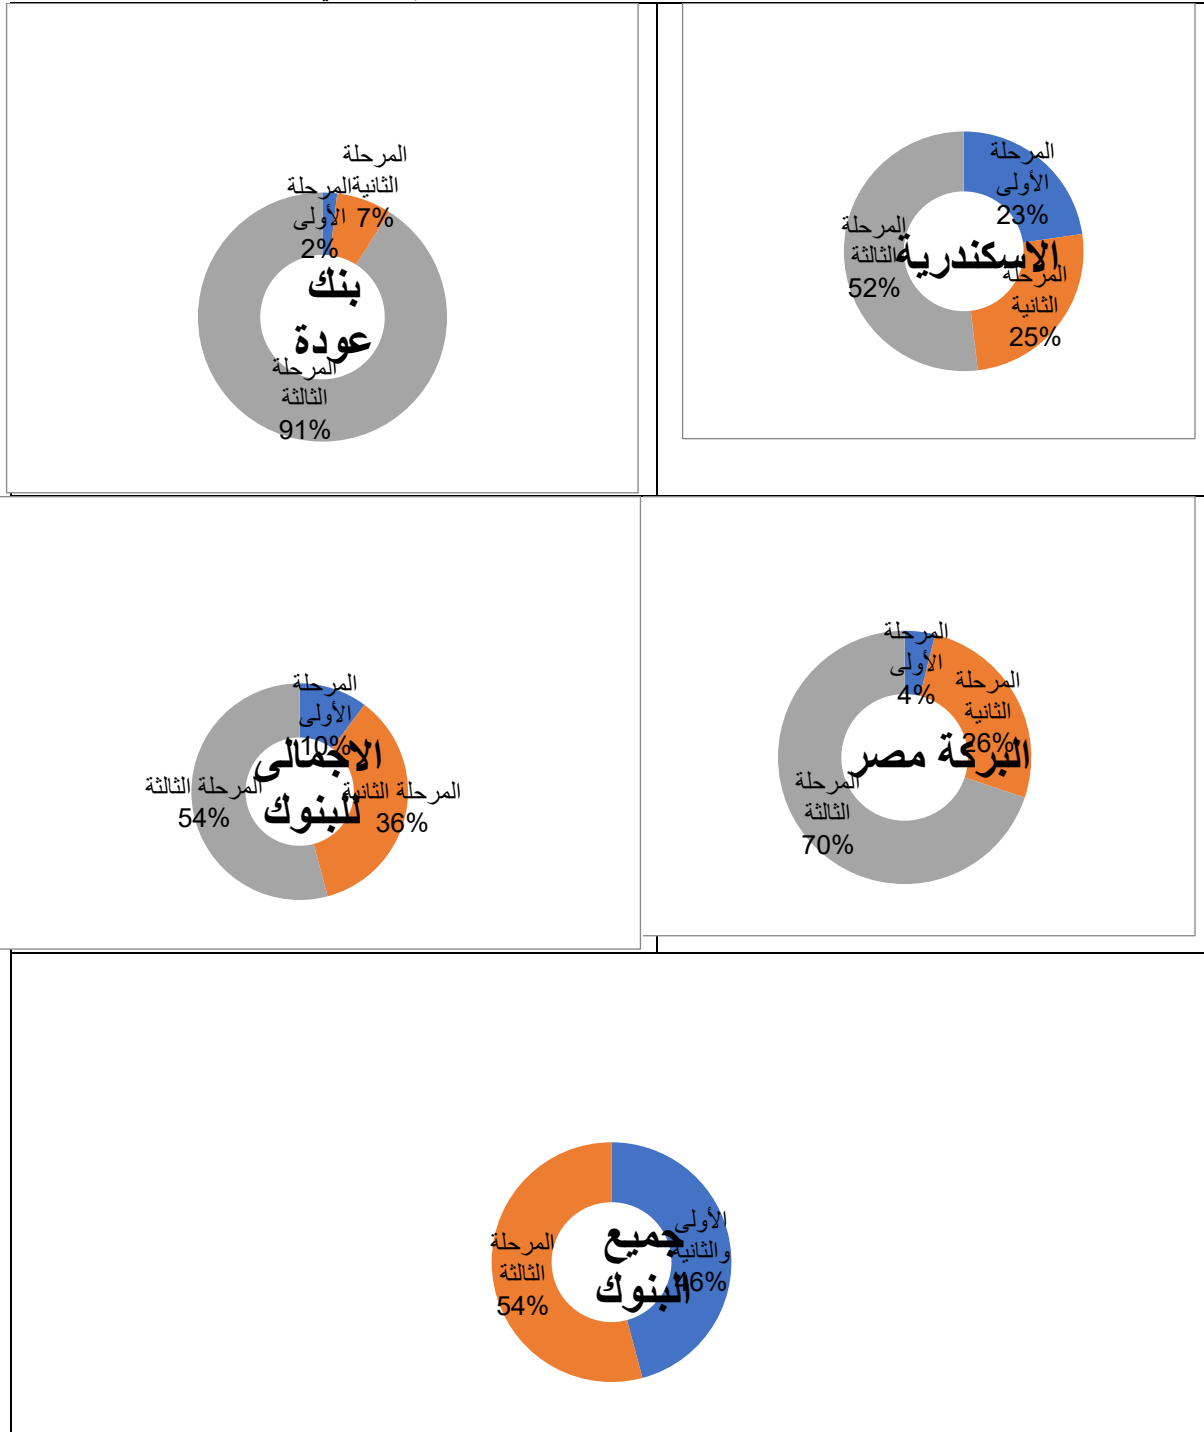 المرحلة
الأولى
23%
المرحلة
الثانية
25%
المرحلة
الثالثة
52%
الاسكندرية
المرحلة
الأولى
2%
المرحلة
الثانية
7%
المرحلة
الثالثة
91%
بنك
عودة
المرحلة
الأولى
4%
المرحلة
الثانية
26%
المرحلة
الثالثة
70%
البركة مصر
المرحلة
الأولى
10%
المرحلة الثانية
36%
المرحلة الثالثة
54%
الاجمالى
للبنوك
الأولى
والثانية
46%
المرحلة
الثالثة
54%
جميع
البنوك